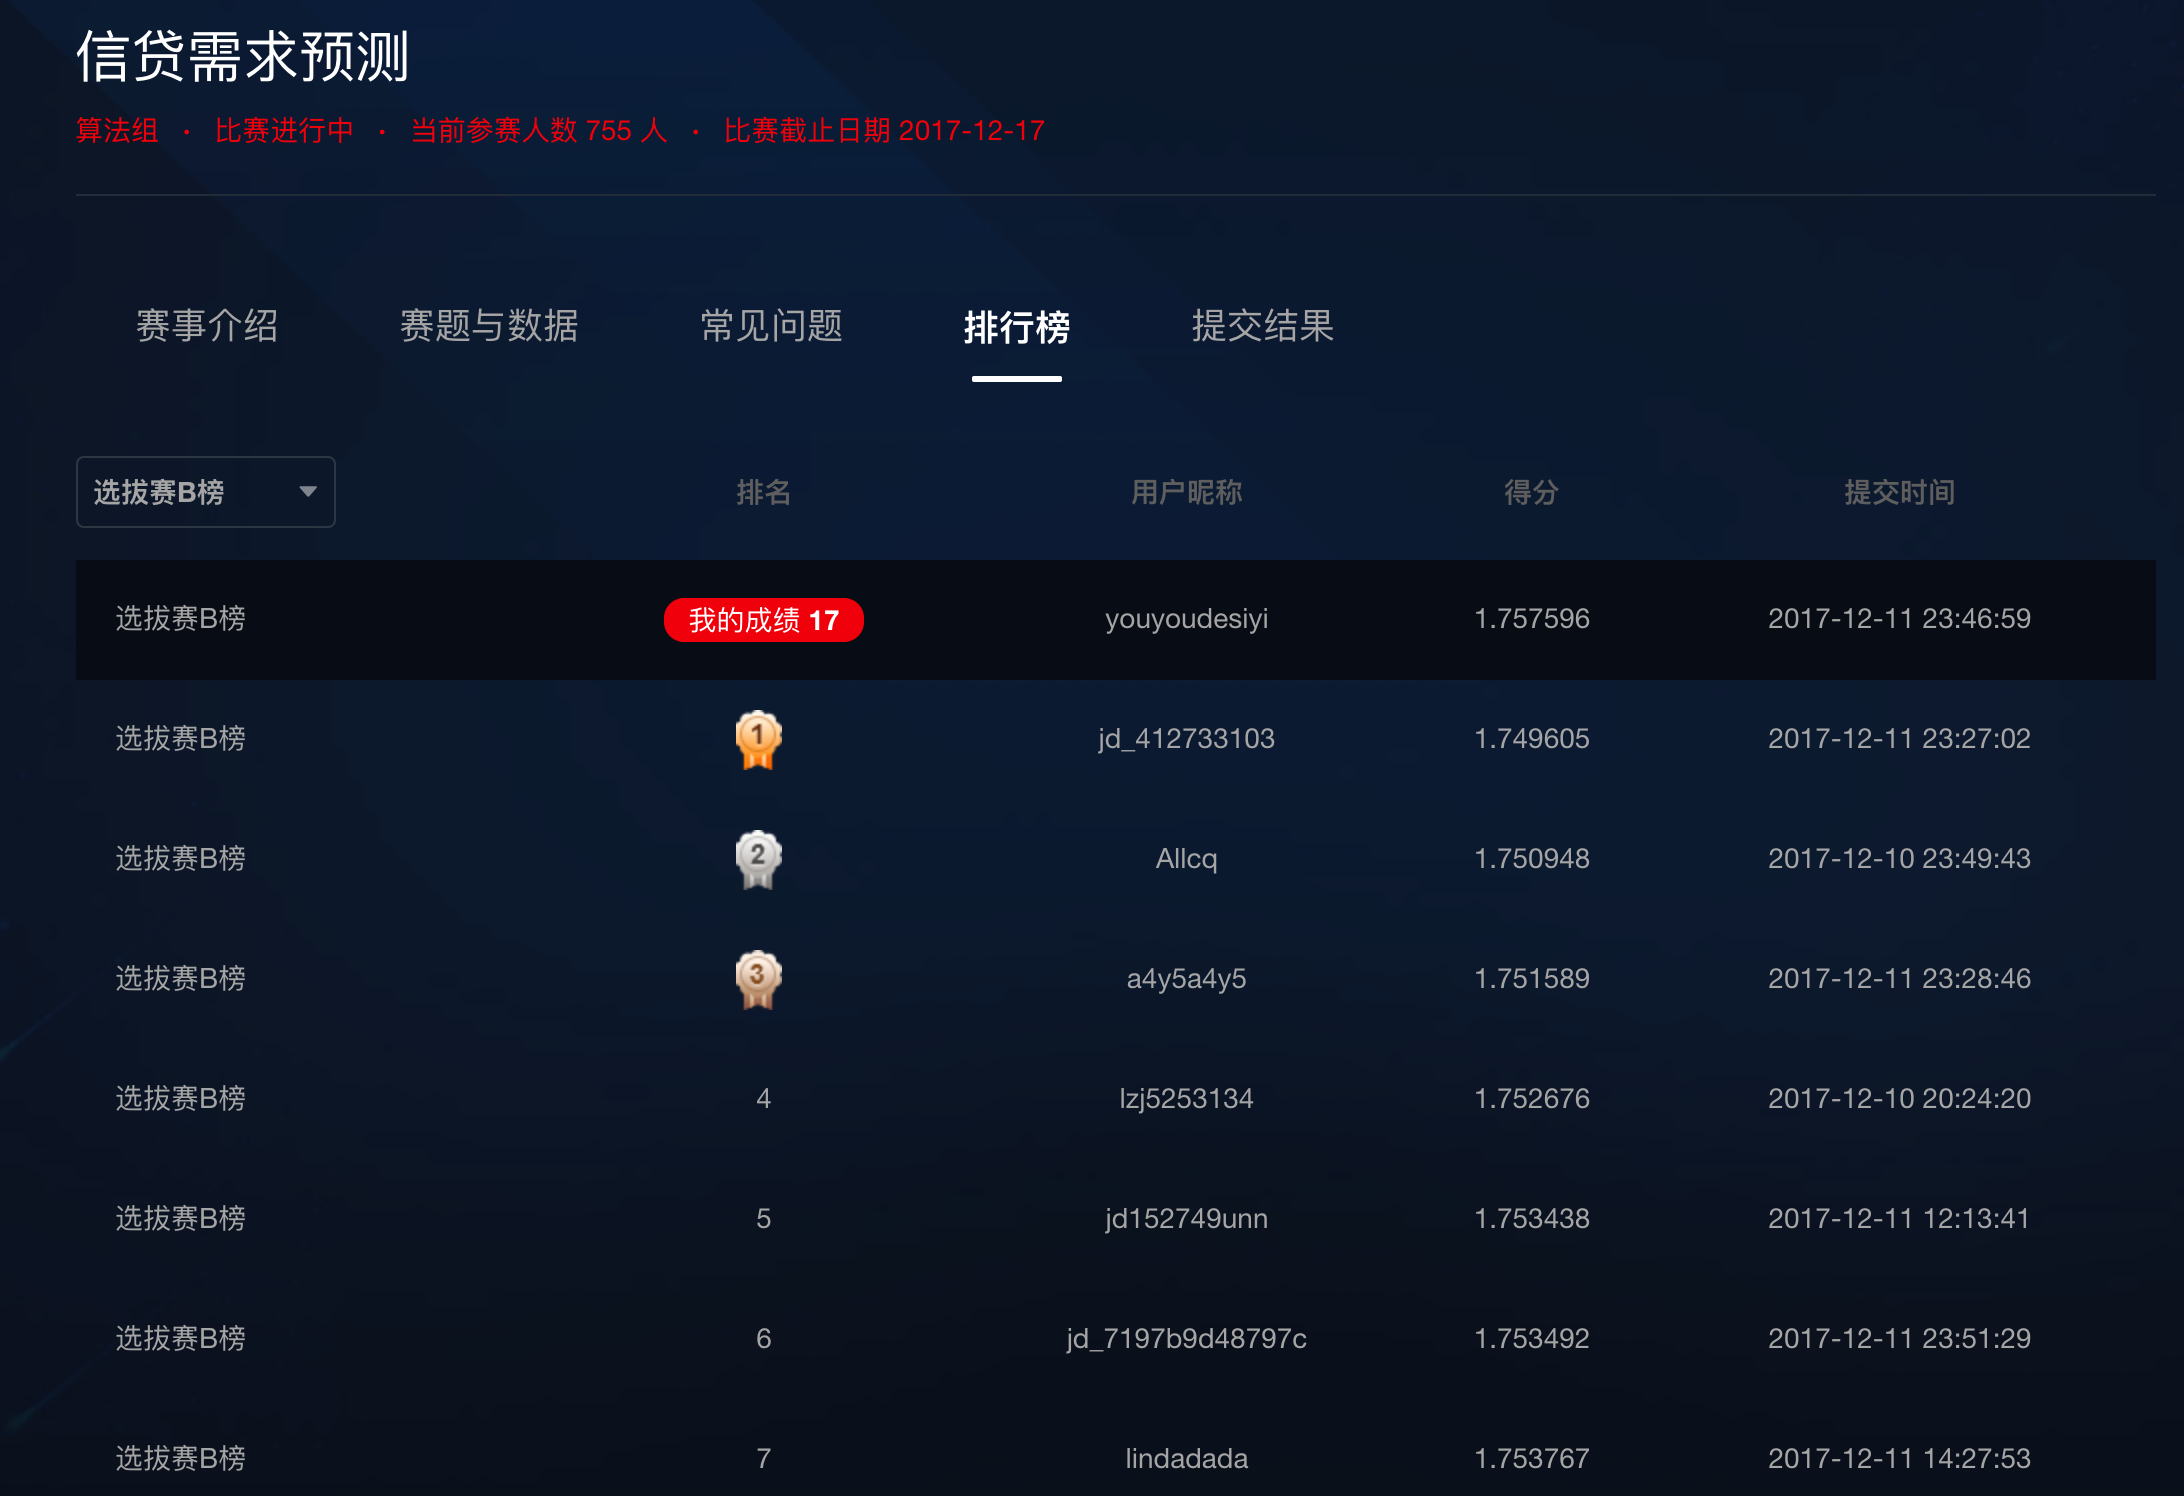 信贷需求预测
算法组 · 比赛进行中 · 当前参赛人数 755 人 · 比赛截止日期 2017-12-17
赛事介绍 赛题与数据 常见问题 排行榜 提交结果
选拔赛B榜 排名 用户昵称 得分 提交时间
选拔赛B榜 我的成绩 17 youyoudesiyi 1.757596 2017-12-11 23:46:59
选拔赛B榜 1 jd_412733103 1.749605 2017-12-11 23:27:02
选拔赛B榜 2 Allcq 1.750948 2017-12-10 23:49:43
选拔赛B榜 3 a4y5a4y5 1.751589 2017-12-11 23:28:46
选拔赛B榜 4 lzj5253134 1.752676 2017-12-10 20:24:20
选拔赛B榜 5 jd152749unn 1.753438 2017-12-11 12:13:41
选拔赛B榜 6 jd_7197b9d48797c 1.753492 2017-12-11 23:51:29
选拔赛B榜 7 lindadada 1.753767 2017-12-11 14:27:53